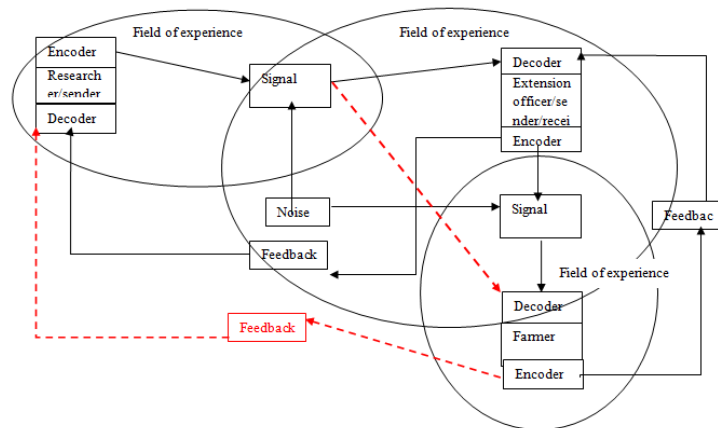 Field of experience
Field of experience
Encoder
Research
er/sender
Decoder
Signal
Decoder
Extension
officer/se
nder/recei
Encoder
Noise
Signal
Feedbac
Feedback
Field of experience
Decoder
Farmer
Encoder
Feedback